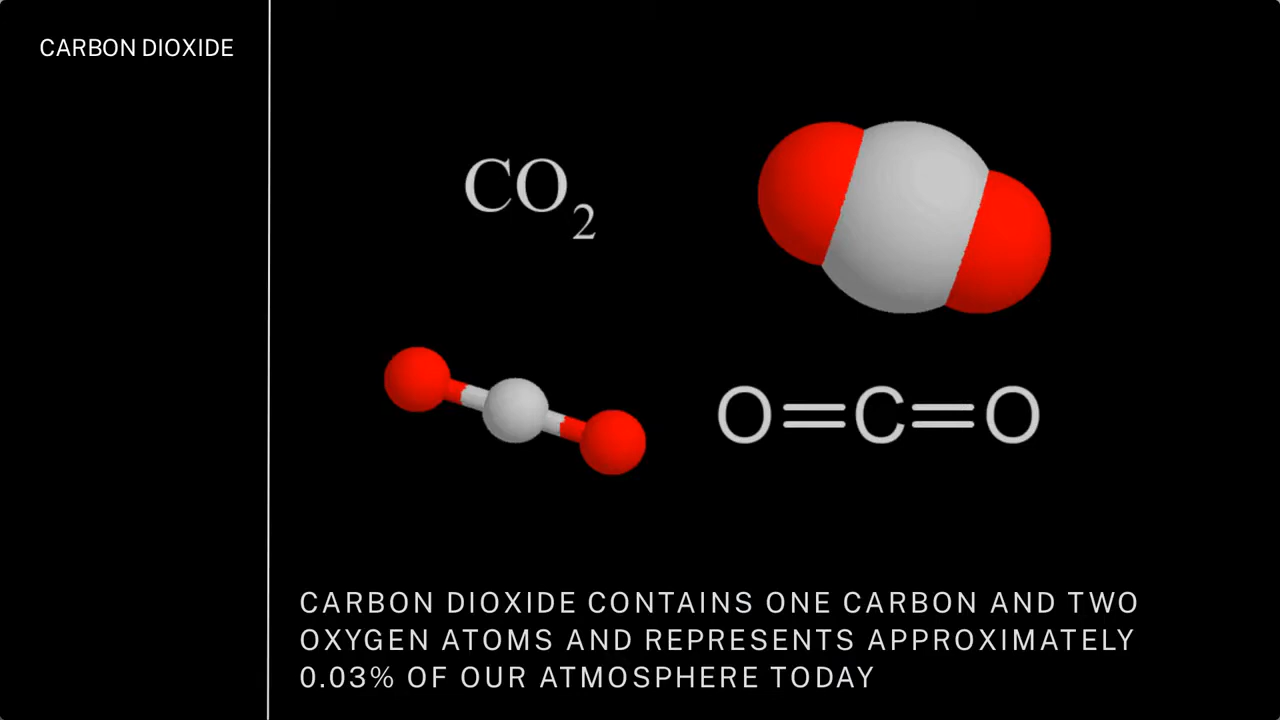 CARBON DIOXIDE
CO₂
O=C=O
CARBON DIOXIDE CONTAINS ONE CARBON AND TWO
OXYGEN ATOMS AND REPRESENTS APPROXIMATELY
0.03% OF OUR ATMOSPHERE TODAY